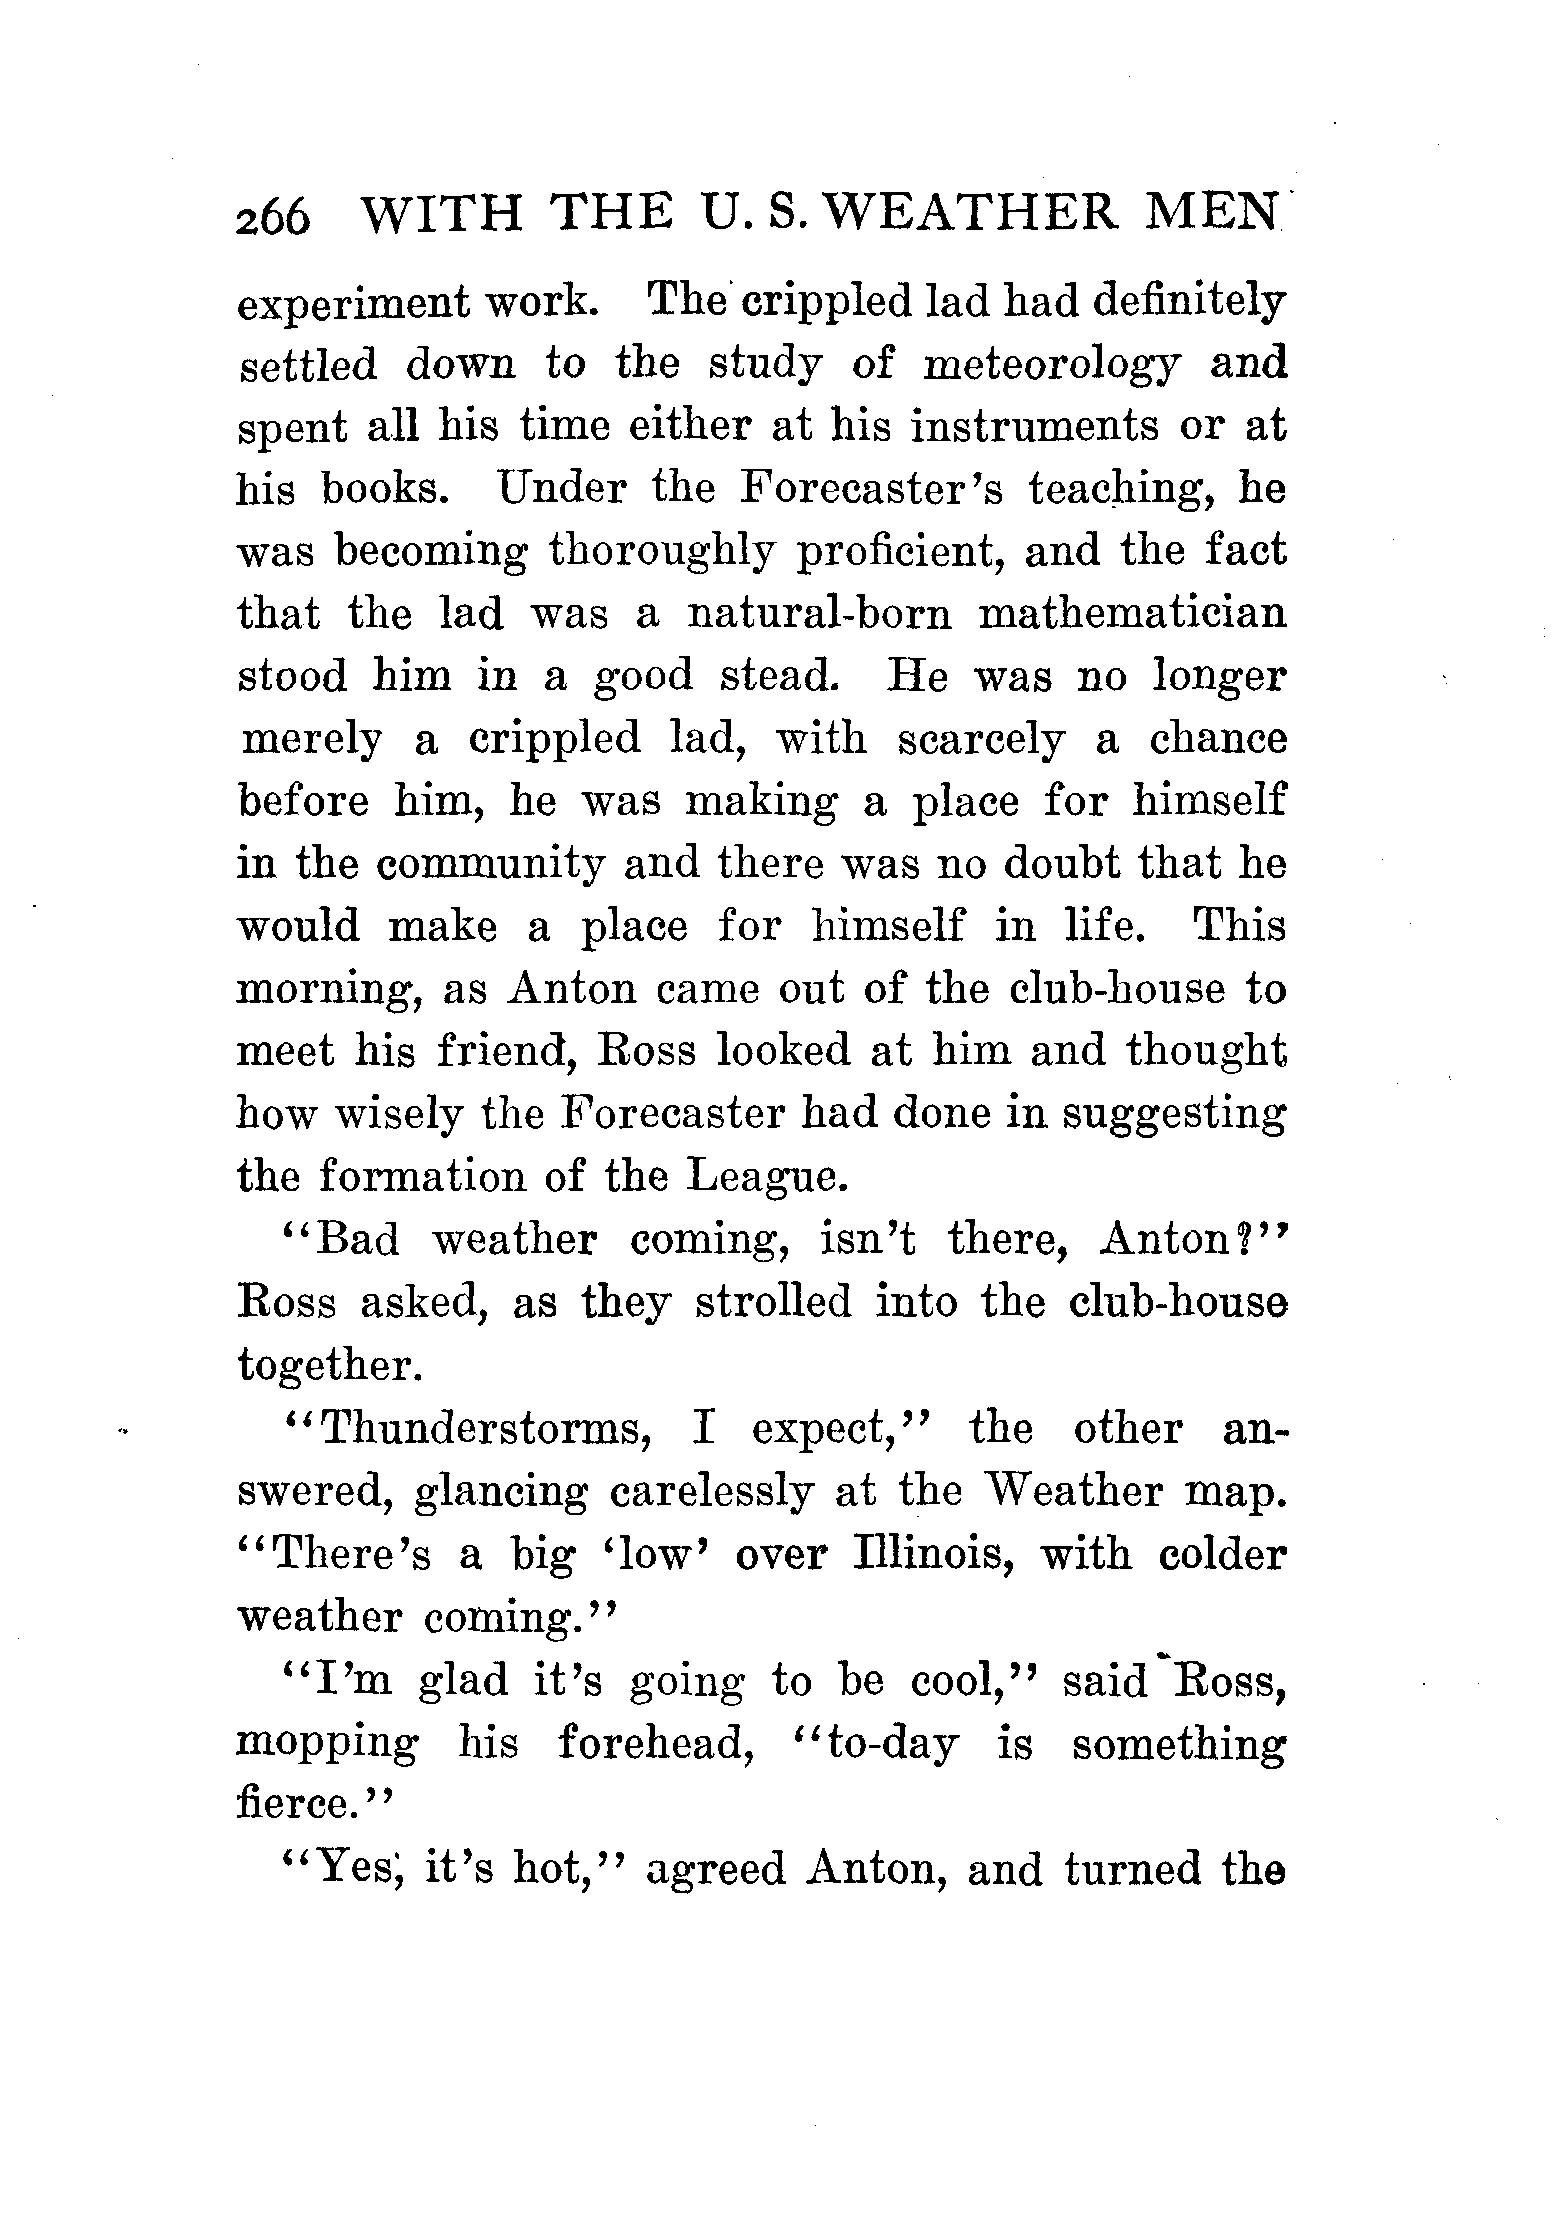 266 WITH THE U. S. WEATHER MEN
experiment work. The crippled lad had definitely
settled down to the study of meteorology and
spent all his time either at his instruments or at
his books. Under the Forecaster's teaching, he
was becoming thoroughly proficient, and the fact
that the lad was a natural-born mathematician
stood him in a good stead. He was no longer
merely a crippled lad, with scarcely a chance
before him, he was making a place for himself
in the community and there was no doubt that he
would make a place for himself in life. This
morning, as Anton came out of the club-house to
meet his friend, Ross looked at him and thought
how wisely the Forecaster had done in suggesting
the formation of the League.
"Bad weather coming, isn't there, Anton?"
Ross asked, as they strolled into the club-house
together.
"Thunderstorms, I expect," the other an-
swered, glancing carelessly at the Weather map.
"There's a big 'low' over Illinois, with colder
weather coming."
"I'm glad it's going to be cool," said Ross,
mopping his forehead, "to-day is something
fierce."
"Yes, it's hot," agreed Anton, and turned the